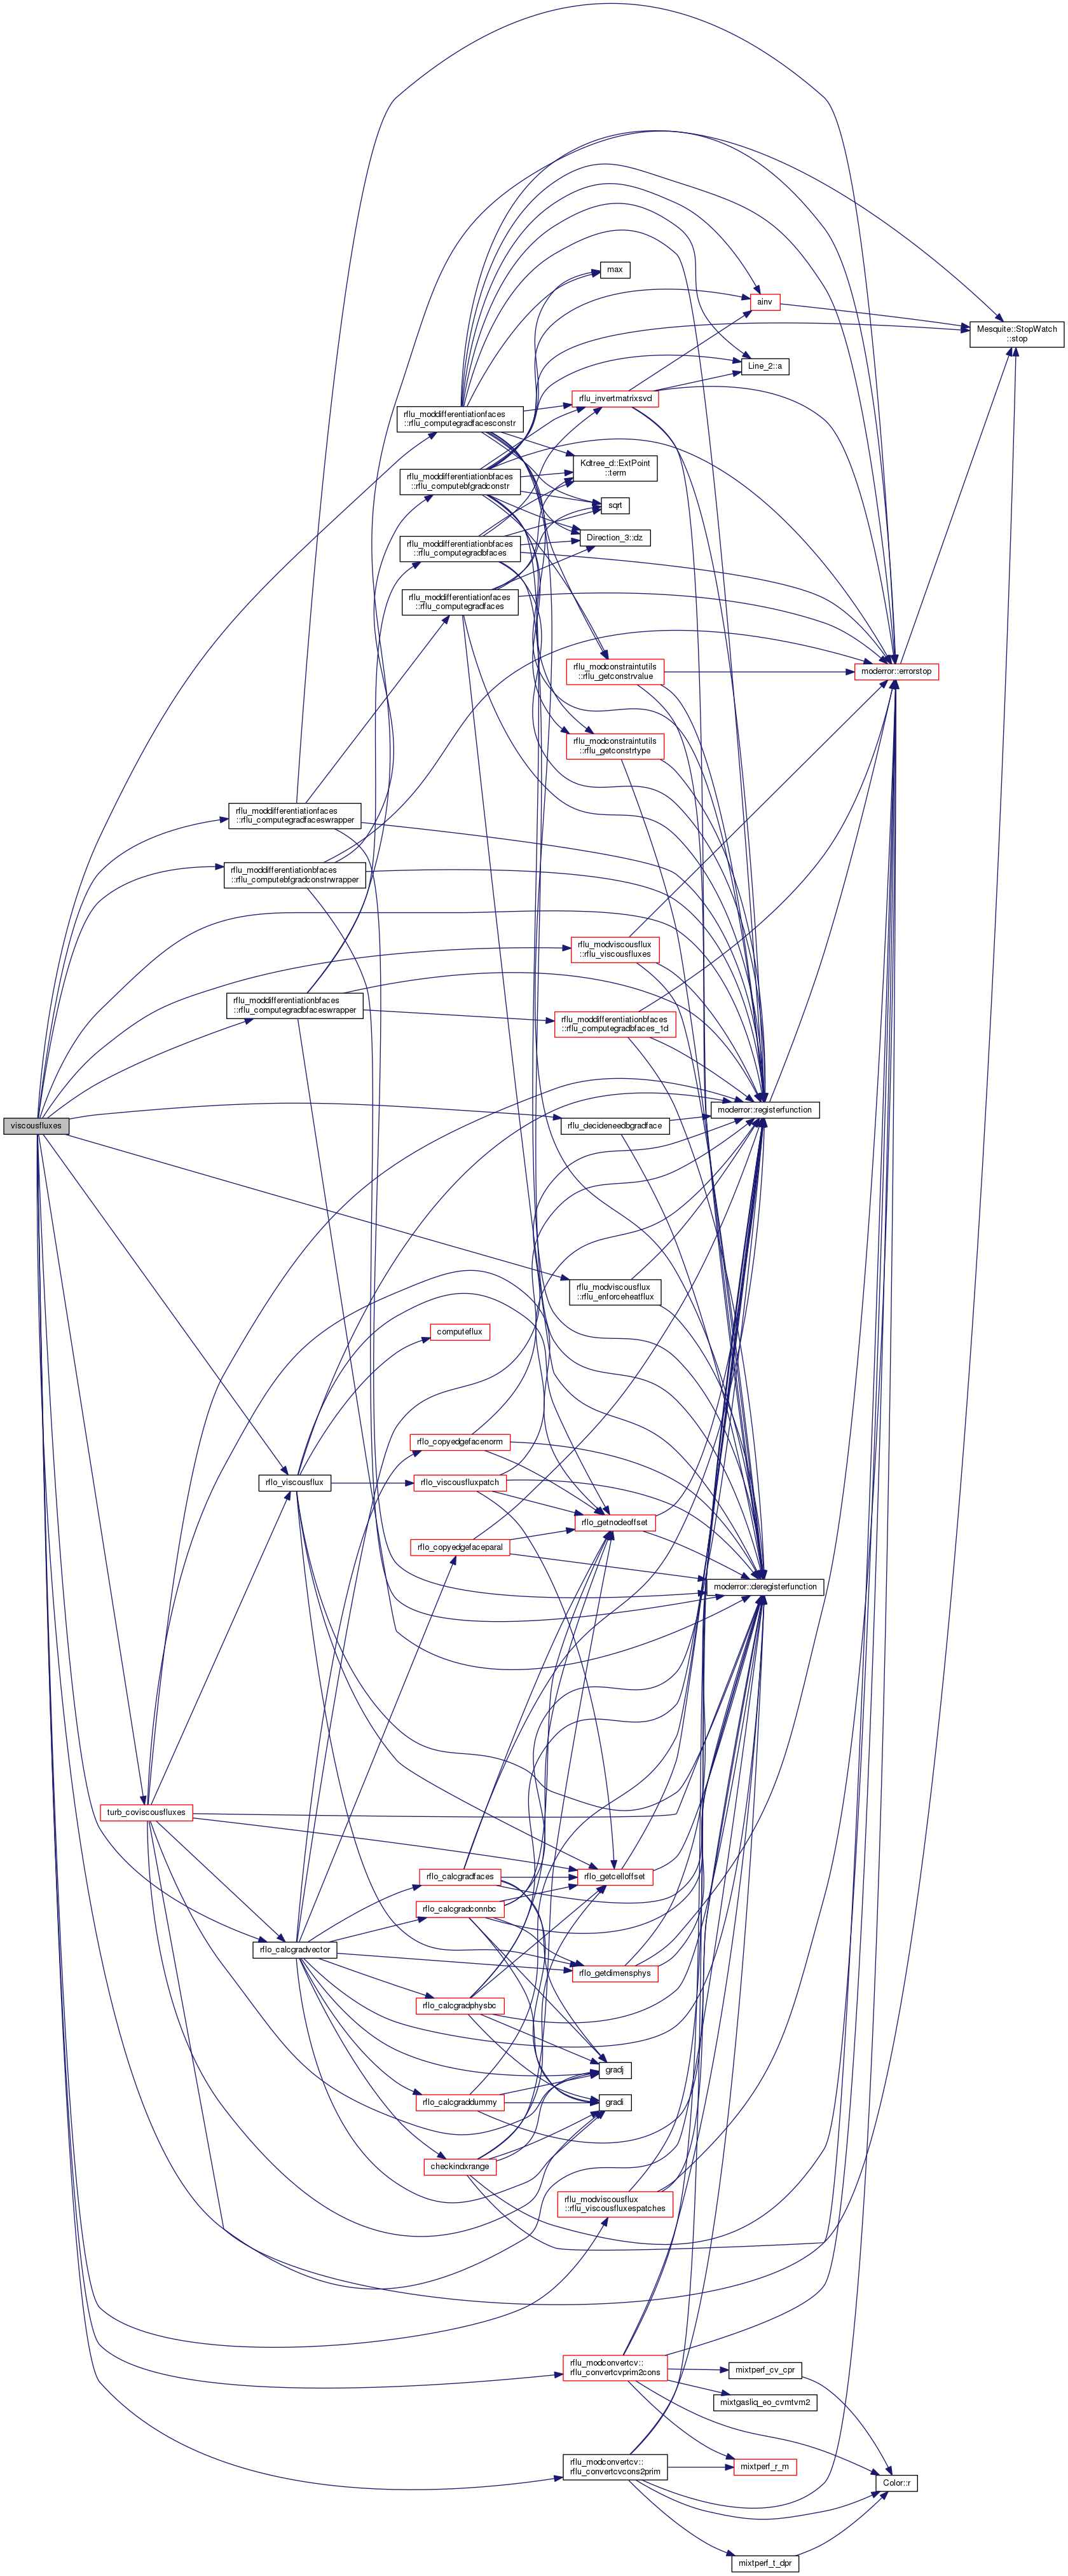 max
ainv
Mesquite::StopWatch
::stop
Line_2::a
rflu_invertmatrixsvd
rflu_moddifferentiationfaces
::rflu_computegradfacesconstr
Kdtree_d::ExtPoint
::term
rflu_moddifferentiationbfaces
::rflu_computebfgradconstr
sqrt
Direction_3::dz
rflu_moddifferentiationbfaces
::rflu_computegradbfaces
rflu_moddifferentiationfaces
::rflu_computegradfaces
rflu_modconstraintutils
::rflu_getconstrvalue
moderror::errorstop
rflu_modconstraintutils
::rflu_getconstrtype
rflu_moddifferentiationfaces
::rflu_computegradfaceswrapper
rflu_moddifferentiationbfaces
::rflu_computebfgradconstrwrapper
rflu_modviscousflux
::rflu_viscousfluxes
rflu_moddifferentiationbfaces
::rflu_computegradbfaceswrapper
rflu_moddifferentiationbfaces
::rflu_computegradbfaces_1d
moderror::registerfunction
viscousfluxes
rflu_decideneedbgradface
rflu_modviscousflux
::rflu_enforceheatflux
computeflux
rflo_copyedgefacenorm
rflo_viscousflux
rflo_viscousfluxpatch
rflo_getnodeoffset
rflo_copyedgefaceparal
moderror::deregisterfunction
turb_coviscousfluxes
rflo_calcgradfaces
rflo_getcelloffset
rflo_calcgradconnbc
rflo_calcgradvector
rflo_getdimensphys
rflo_calcgradphysbc
gradj
rflo_calcgraddummy
gradi
checkindxrange
rflu_modviscousflux
::rflu_viscousfluxespatches
rflu_modconvertcv::
rflu_convertcvprim2cons
mixtperf_cv_cpr
mixtgasliq_eo_cvmtvm2
rflu_modconvertcv::
rflu_convertcvcons2prim
mixtperf_r_m
Color::r
mixtperf_t_dpr